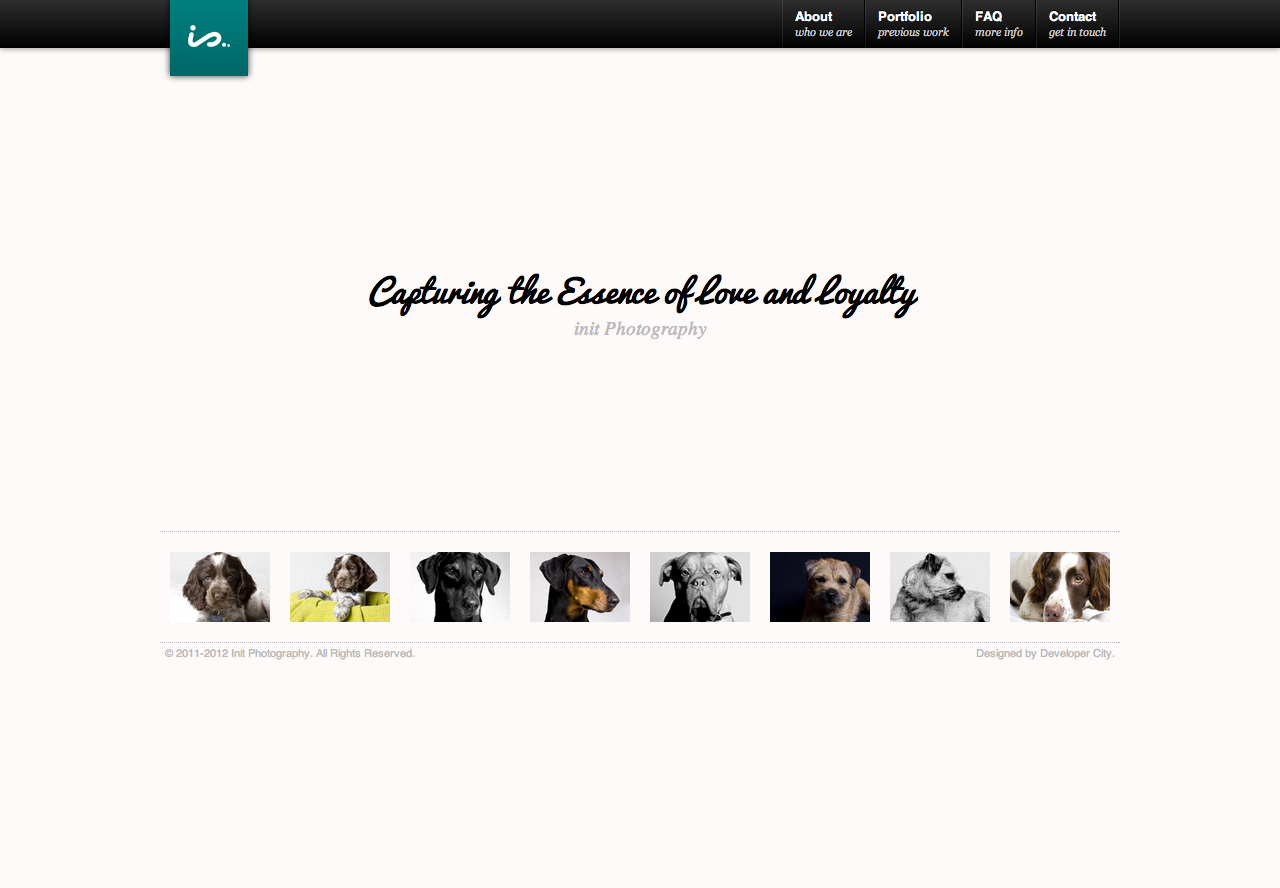 is..
About
who we are
Portfolio
previous work
FAQ
more info
Contact
get in touch
Capturing the Essence of Love and Loyalty
init Photography
© 2011-2012 Init Photography. All Rights Reserved.
Designed by Developer City.